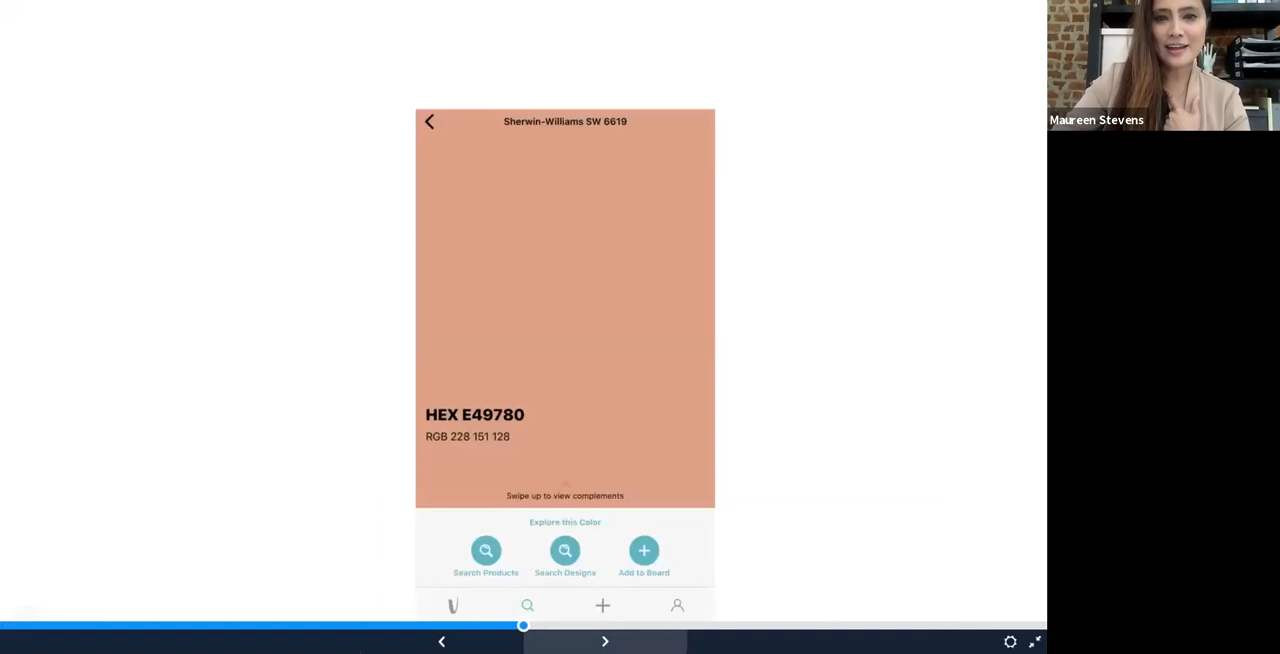 Sherwin-Williams SW 6619
Maureen Stevens
HEX E49780
RGB 228 151 128
Swipe up to view complements
Explore this Color
Search Products
Search Designs
Add to Board